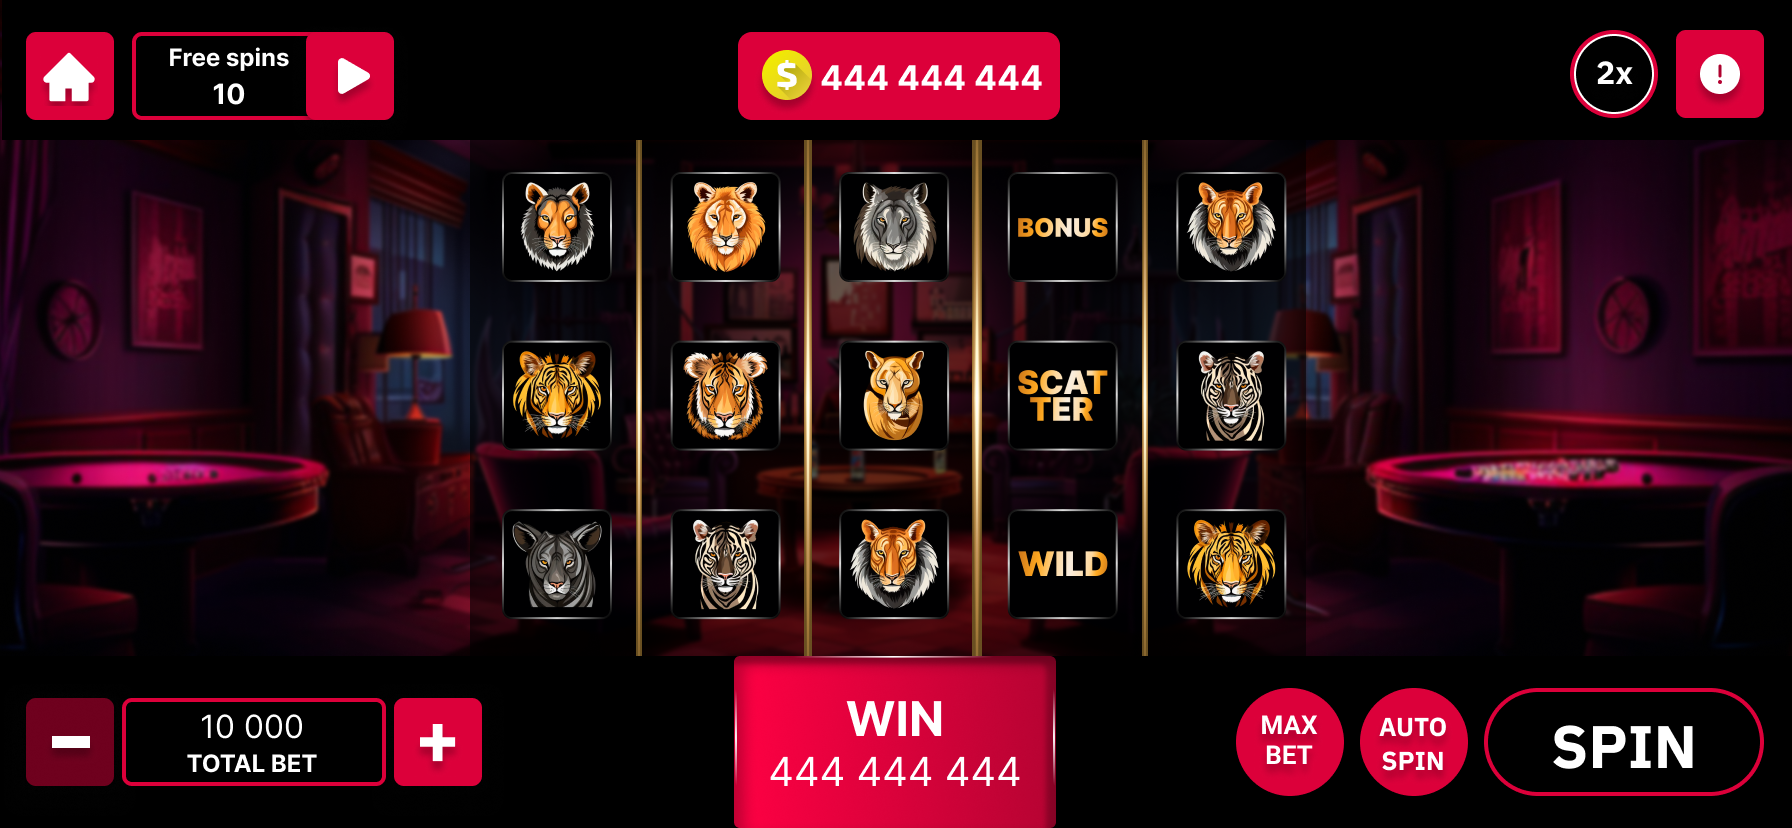 Free spins
10
$ 444 444 444
2x
!
BONUS
SCAT
TER
WILD
10 000
TOTAL BET
WIN
444 444 444
MAX
BET
AUTO
SPIN
SPIN